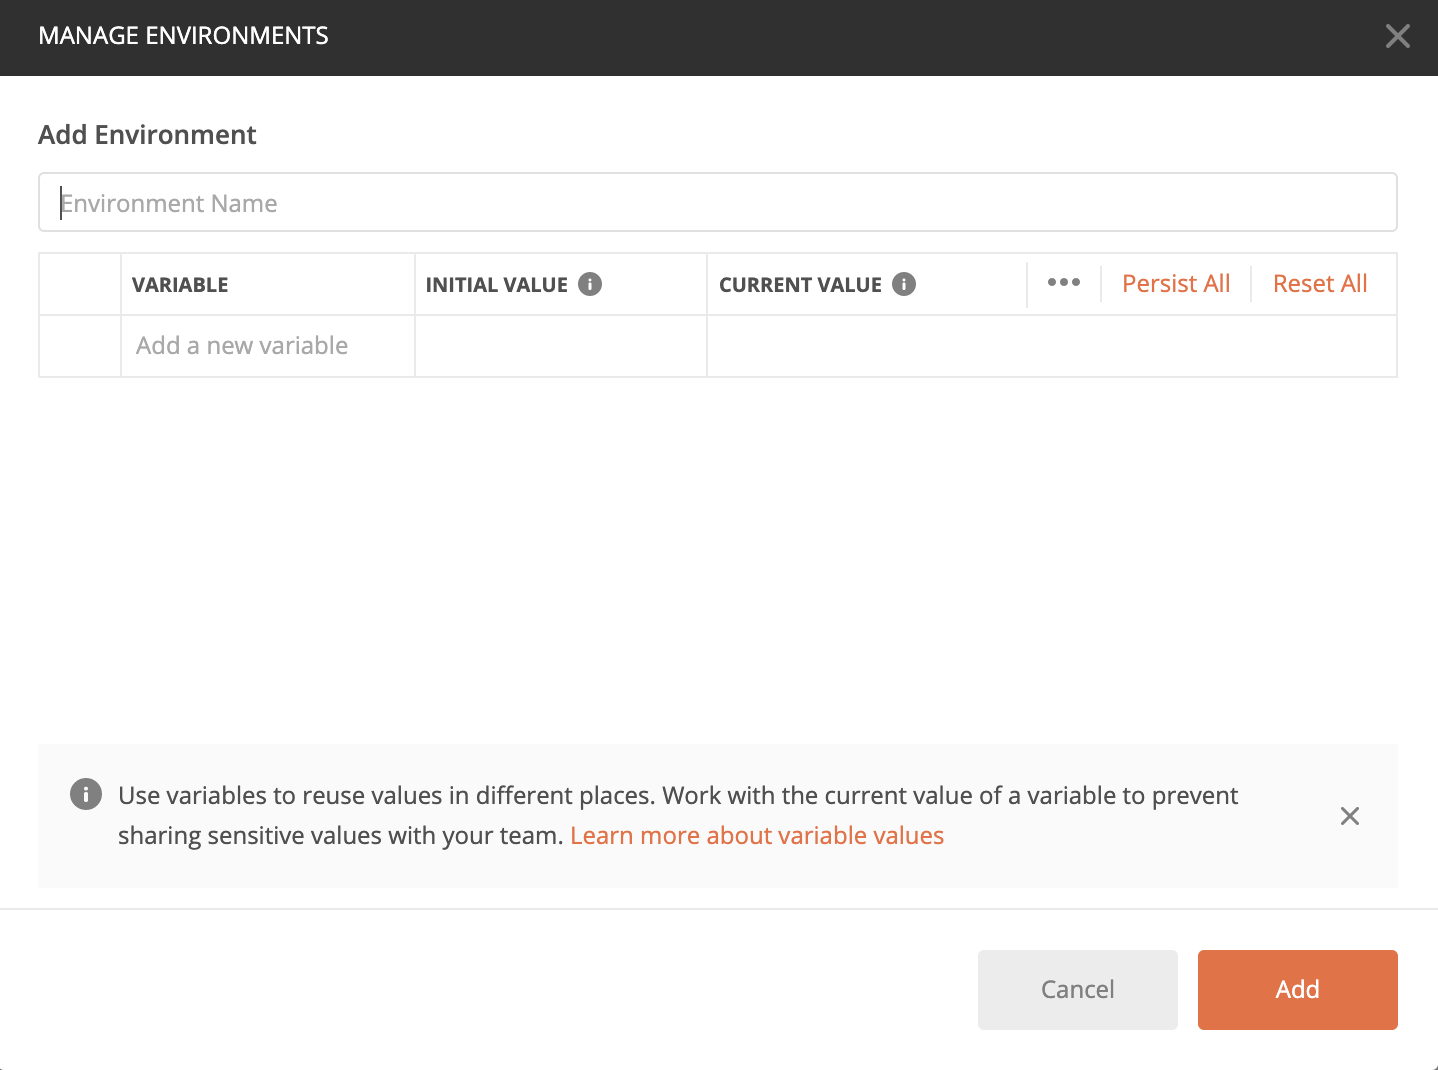 MANAGE ENVIRONMENTS
Add Environment
Environment Name
VARIABLE INITIAL VALUE CURRENT VALUE ••• Persist All Reset All
Add a new variable
Use variables to reuse values in different places. Work with the current value of a variable to prevent
sharing sensitive values with your team. Learn more about variable values
Cancel Add